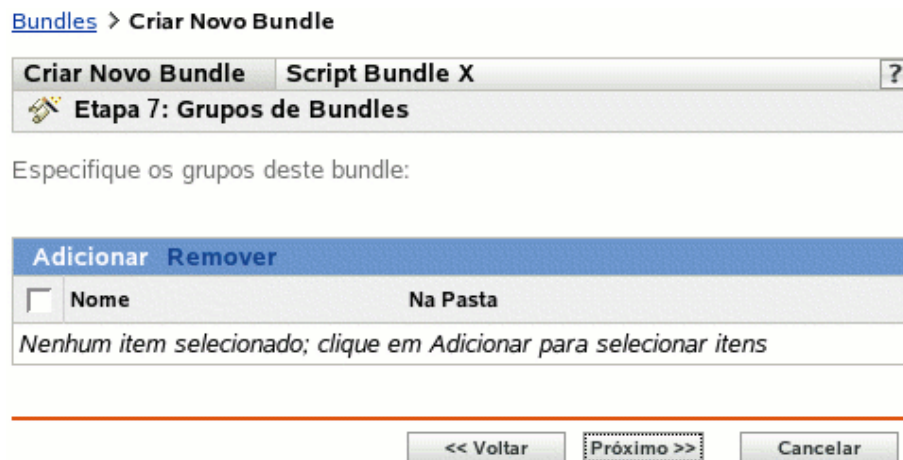 Bundles > Criar Novo Bundle
Criar Novo Bundle Script Bundle X ?
Etapa 7: Grupos de Bundles
Especifique os grupos deste bundle:
Adicionar Remover
Nome Na Pasta
Nenhum item selecionado; clique em Adicionar para selecionar itens
<< Voltar Próximo >> Cancelar